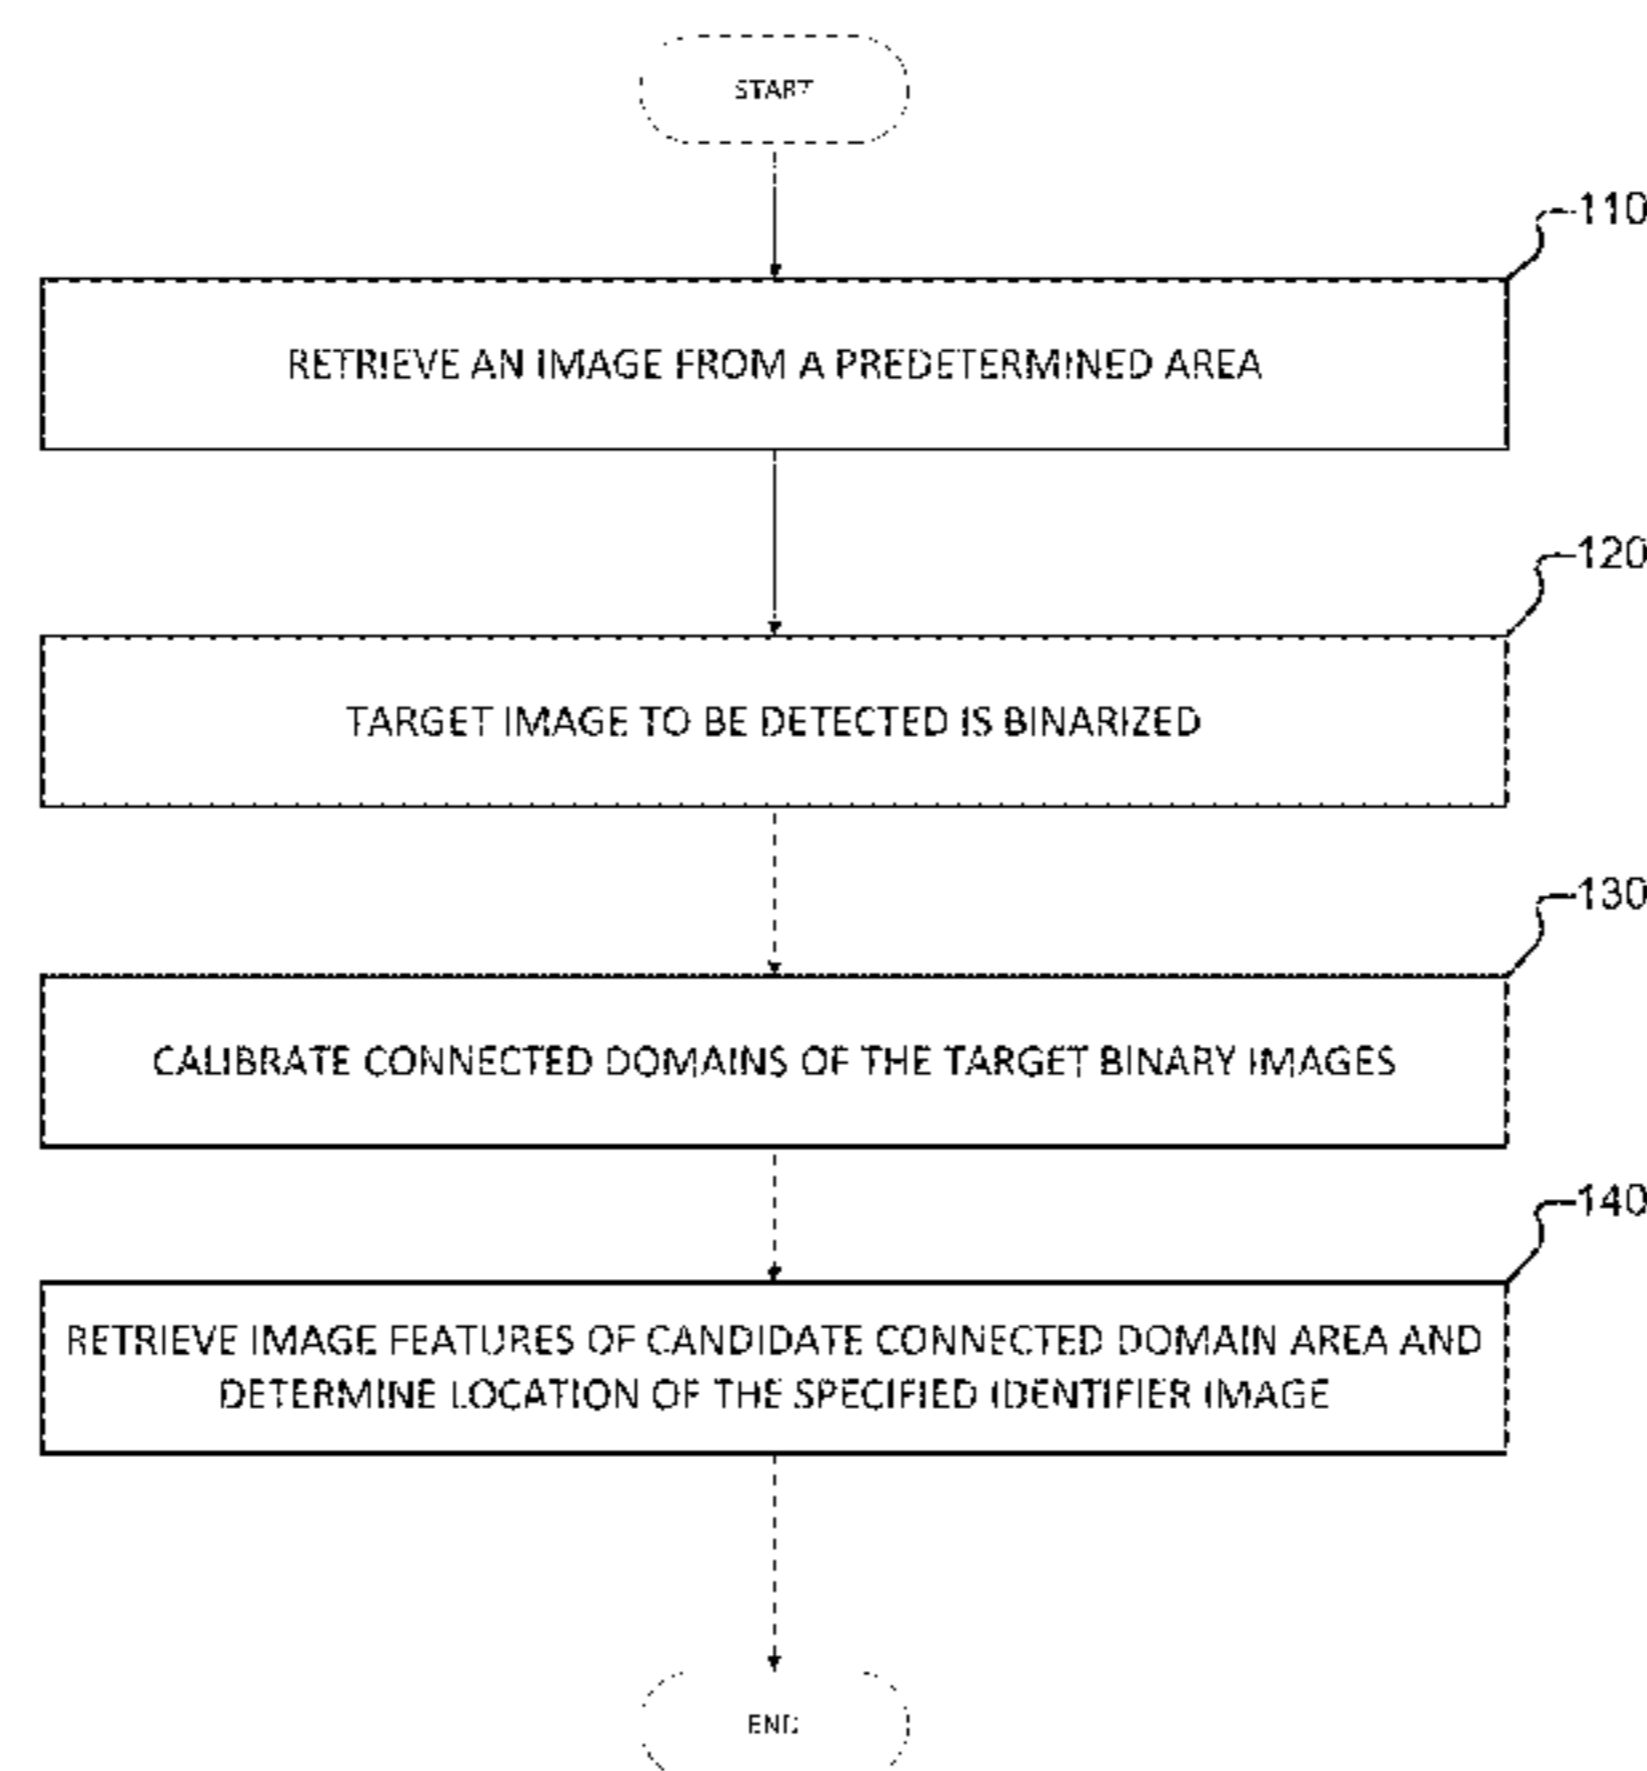 START
110
RETRIEVE AN IMAGE FROM A PREDETERMINED AREA
120
TARGET IMAGE TO BE DETECTED IS BINARIZED
130
CALIBRATE CONNECTED DOMAINS OF THE TARGET BINARY IMAGES
140
RETRIEVE IMAGE FEATURES OF CANDIDATE CONNECTED DOMAIN AREA AND
DETERMINE LOCATION OF THE SPECIFIED IDENTIFIER IMAGE
END